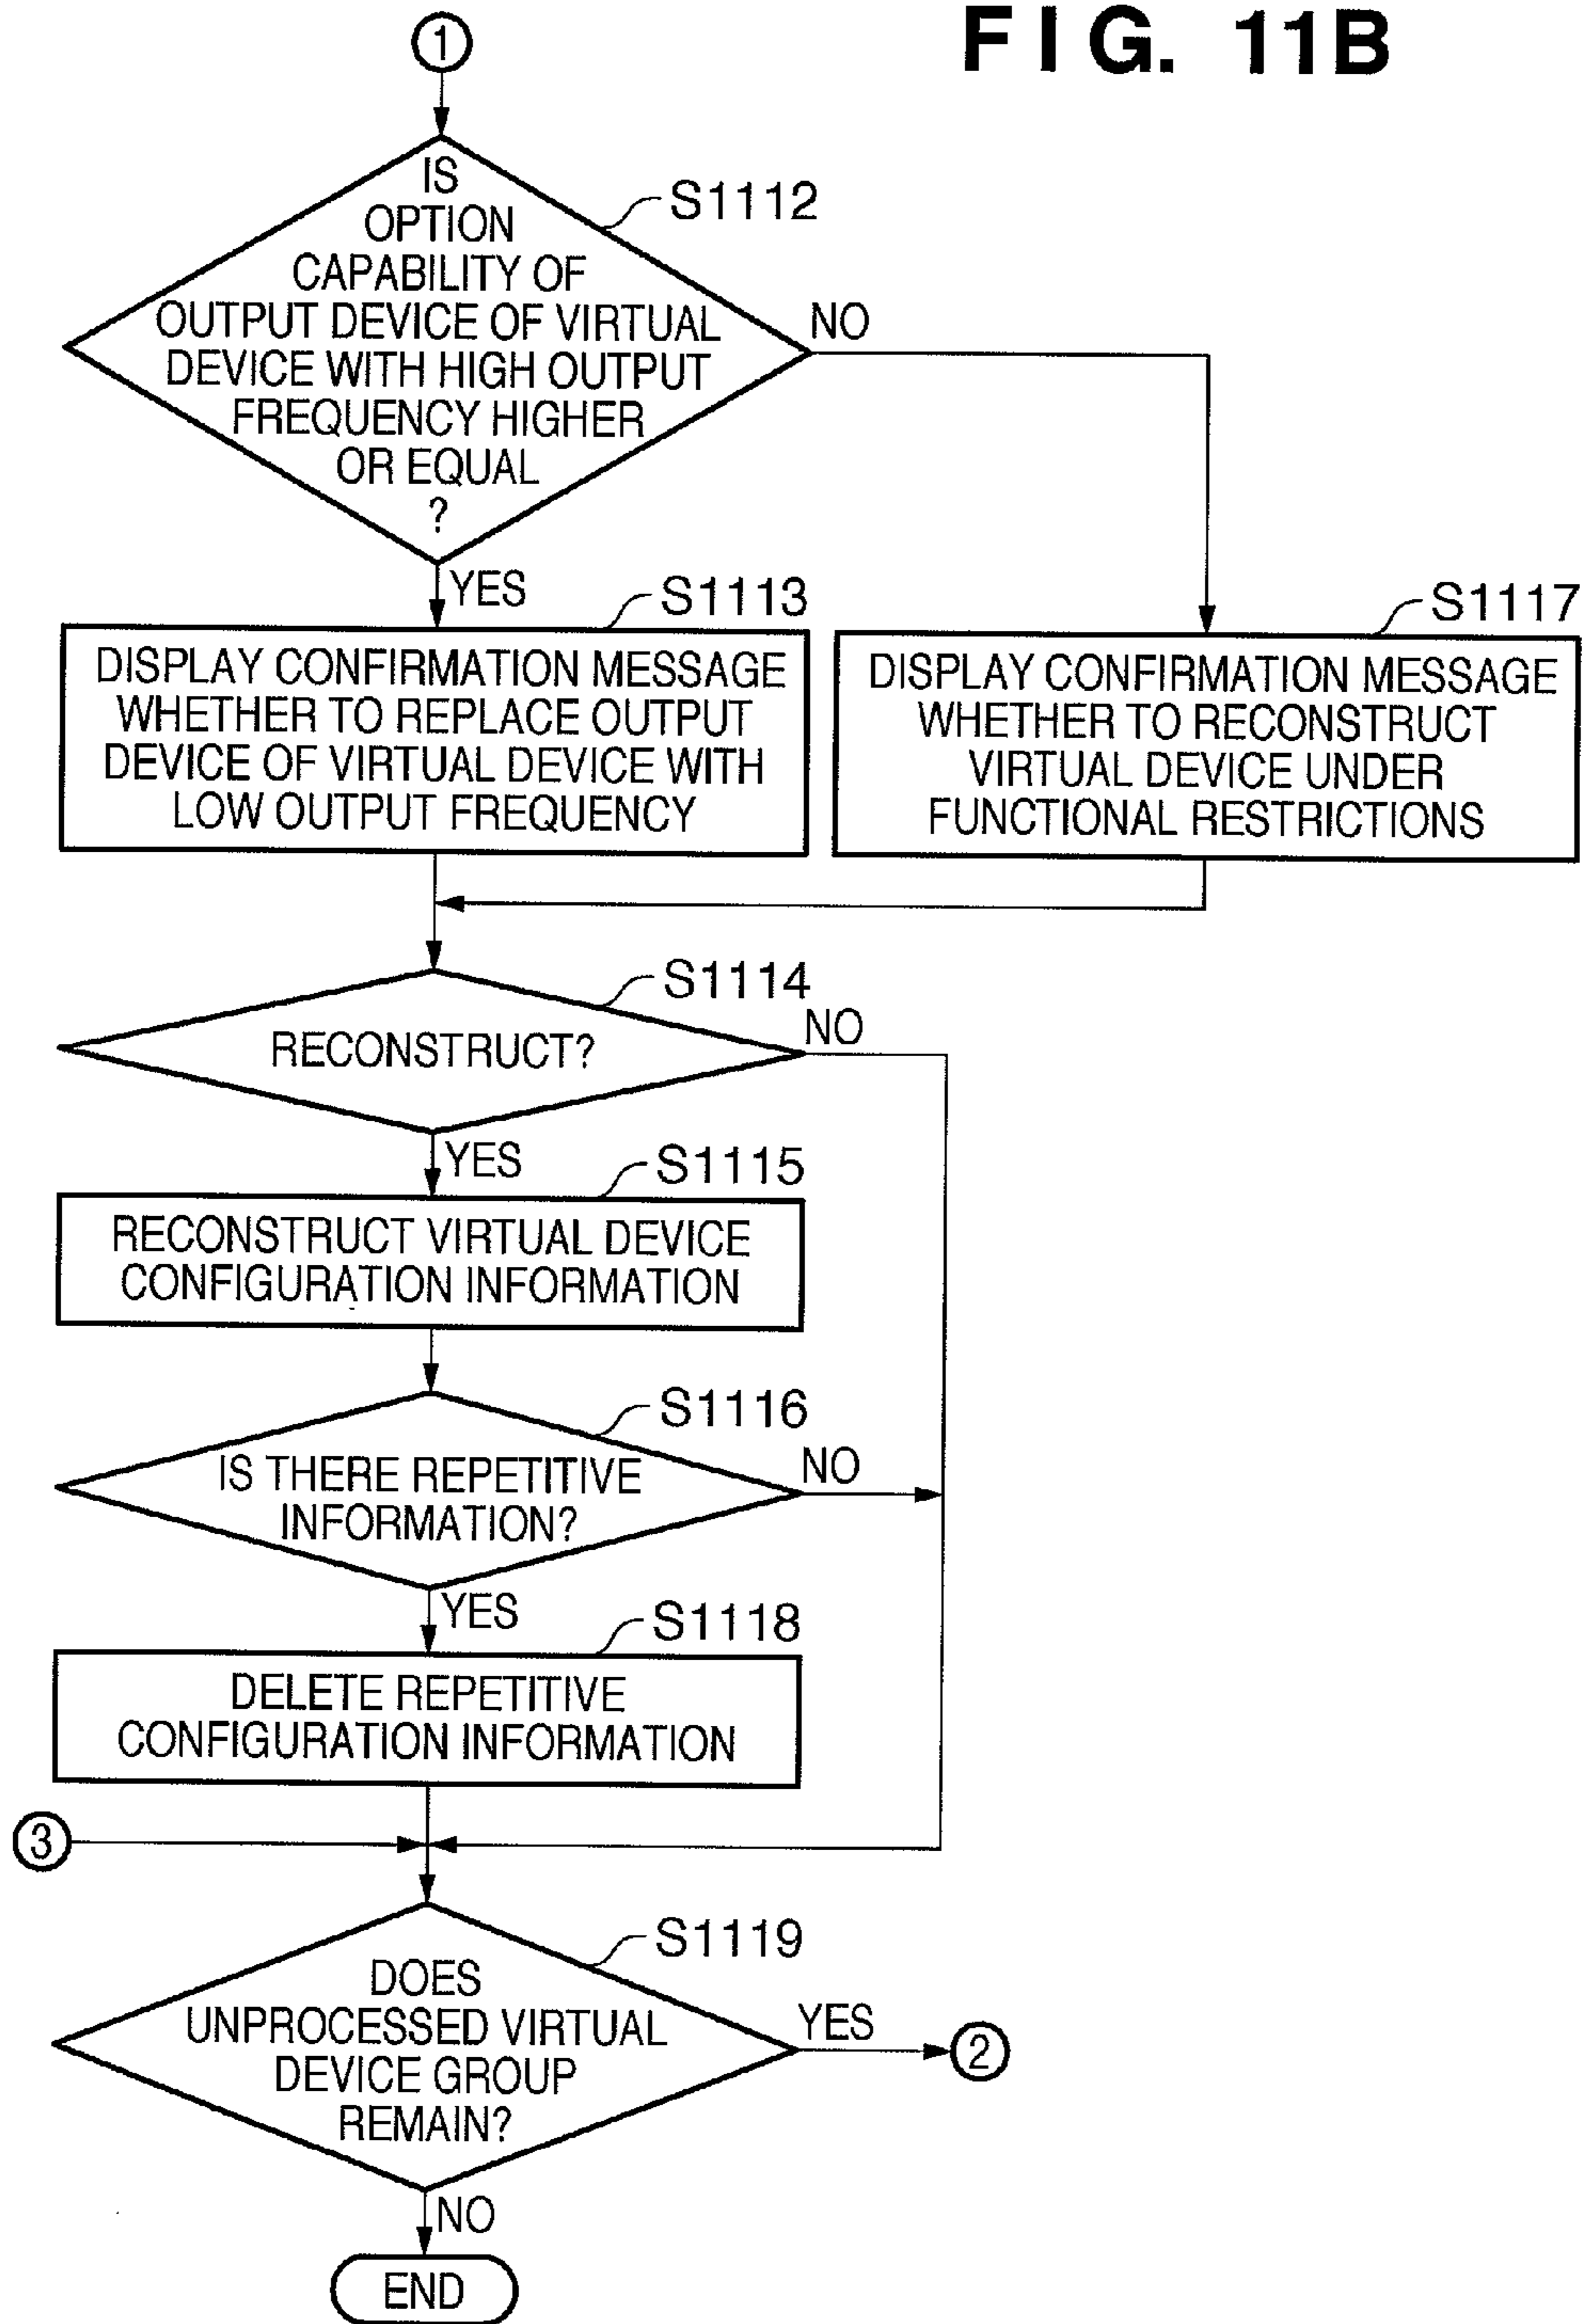 FIG. 11B
1
IS
OPTION
CAPABILITY OF
OUTPUT DEVICE OF VIRTUAL
DEVICE WITH HIGH OUTPUT
FREQUENCY HIGHER
OR EQUAL
?
S1112
NO
YES
S1113
DISPLAY CONFIRMATION MESSAGE
WHETHER TO REPLACE OUTPUT
DEVICE OF VIRTUAL DEVICE WITH
LOW OUTPUT FREQUENCY
S1117
DISPLAY CONFIRMATION MESSAGE
WHETHER TO RECONSTRUCT
VIRTUAL DEVICE UNDER
FUNCTIONAL RESTRICTIONS
S1114
RECONSTRUCT?
NO
YES
S1115
RECONSTRUCT VIRTUAL DEVICE
CONFIGURATION INFORMATION
S1116
IS THERE REPETITIVE
INFORMATION?
NO
YES
S1118
DELETE REPETITIVE
CONFIGURATION INFORMATION
3
S1119
DOES
UNPROCESSED VIRTUAL
DEVICE GROUP
REMAIN?
YES
2
NO
END